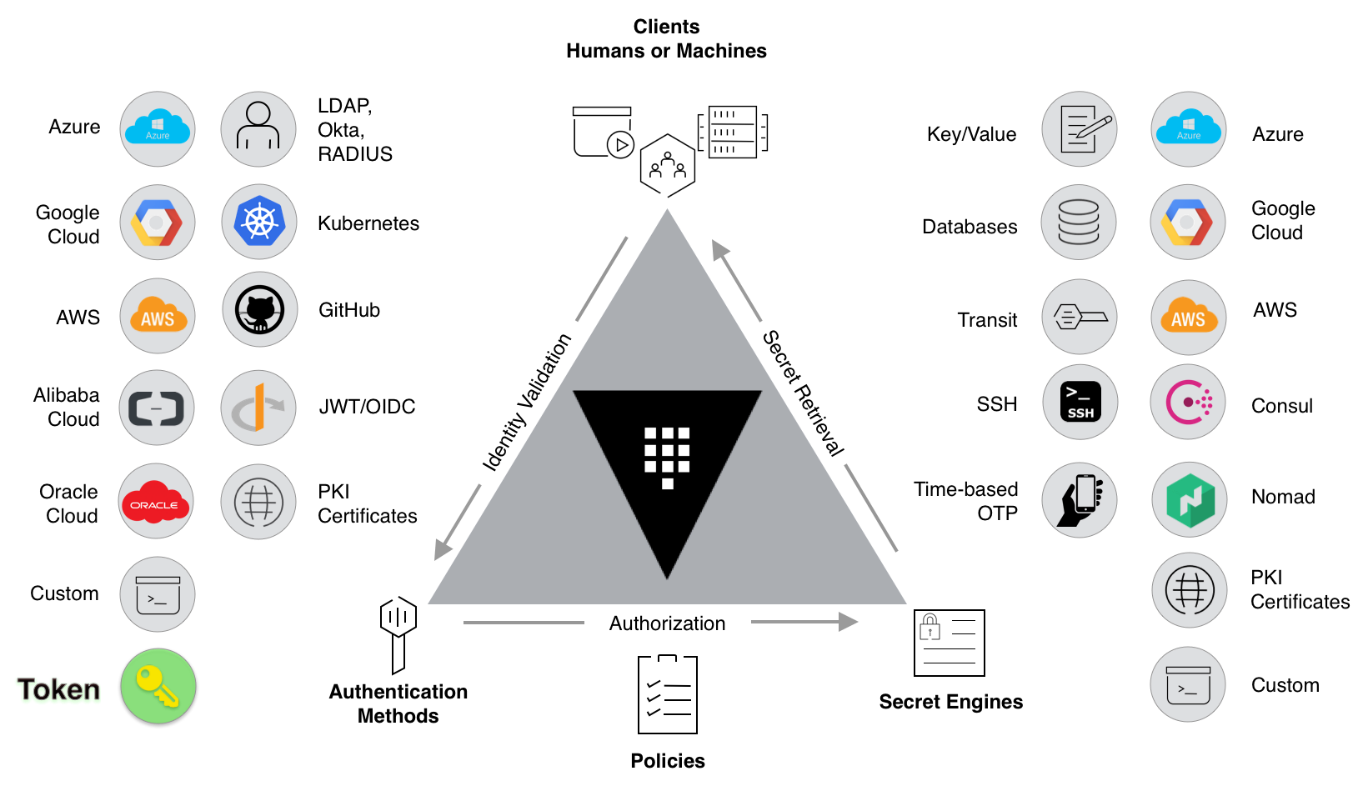 Clients
Humans or Machines
Azure
Azure
LDAP,
Okta,
RADIUS
Google
Cloud
Kubernetes
AWS
AWS
GitHub
Alibaba
Cloud
JWT/OIDC
Oracle
Cloud
ORACLE
PKI
Certificates
Custom
>_
Token
Identity Validation
Secret Retrieval
Authorization
Authentication
Methods
Policies
Secret Engines
Key/Value
Azure
Azure
Databases
Google
Cloud
Transit
AWS
AWS
SSH
>_
SSH
Consul
Time-based
OTP
Nomad
PKI
Certificates
>_
Custom